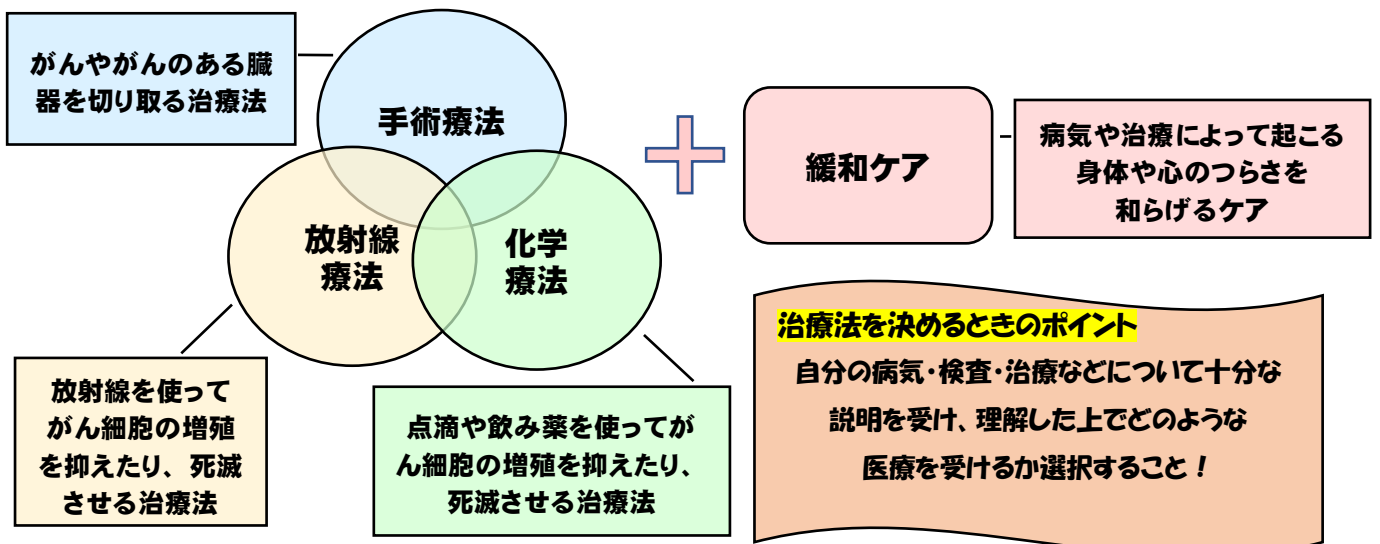 がんやがんのある臓
器を切り取る治療法
手術療法
放射線
療法
化学
療法
放射線を使って
がん細胞の増殖
を抑えたり、死滅
させる治療法
点滴や飲み薬を使ってが
ん細胞の増殖を抑えたり、
死滅させる治療法
緩和ケア
病気や治療によって起こる
身体や心のつらさを
和らげるケア
治療法を決めるときのポイント
自分の病気・検査・治療などについて十分な
説明を受け、理解した上でどのような
医療を受けるか選択すること！